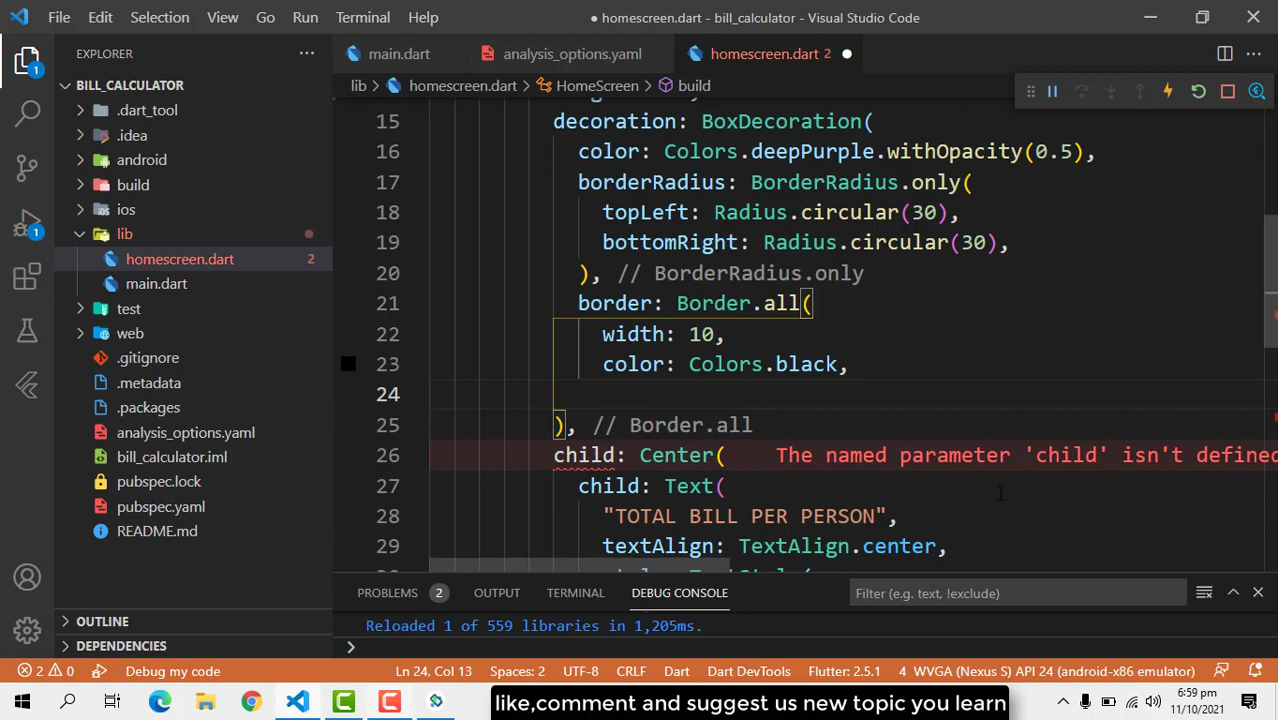 File Edit Selection View Go Run Terminal Help
● homescreen.dart - bill_calculator - Visual Studio Code
EXPLORER
main.dart analysis_options.yaml homescreen.dart 2
BILL_CALCULATOR
lib > homescreen.dart > HomeScreen > build
.dart_tool
.idea
android
build
ios
lib
homescreen.dart 2
main.dart
test
web
.gitignore
.metadata
.packages
analysis_options.yaml
bill_calculator.iml
pubspec.lock
pubspec.yaml
README.md
OUTLINE
DEPENDENCIES
1
1
15 decoration: BoxDecoration(
16 color: Colors.deepPurple.withOpacity(0.5),
17 borderRadius: BorderRadius.only(
18 topLeft: Radius.circular(30),
19 bottomRight: Radius.circular(30),
20 ), // BorderRadius.only
21 border: Border.all(
22 width: 10,
23 color: Colors.black,
24
25 ), // Border.all
26 child: Center( The named parameter 'child' isn't defined
27 child: Text(
28 "TOTAL BILL PER PERSON",
29 textAlign: TextAlign.center,
PROBLEMS 2 OUTPUT TERMINAL DEBUG CONSOLE Filter (e.g. text, !exclude)
Reloaded 1 of 559 libraries in 1,205ms.
2 0 Debug my code Ln 24, Col 13 Spaces: 2 UTF-8 CRLF Dart Dart DevTools Flutter: 2.5.1 4 WVGA (Nexus S) API 24 (android-x86 emulator)
like,comment and suggest us new topic you learn
6:59 pm
11/10/2021